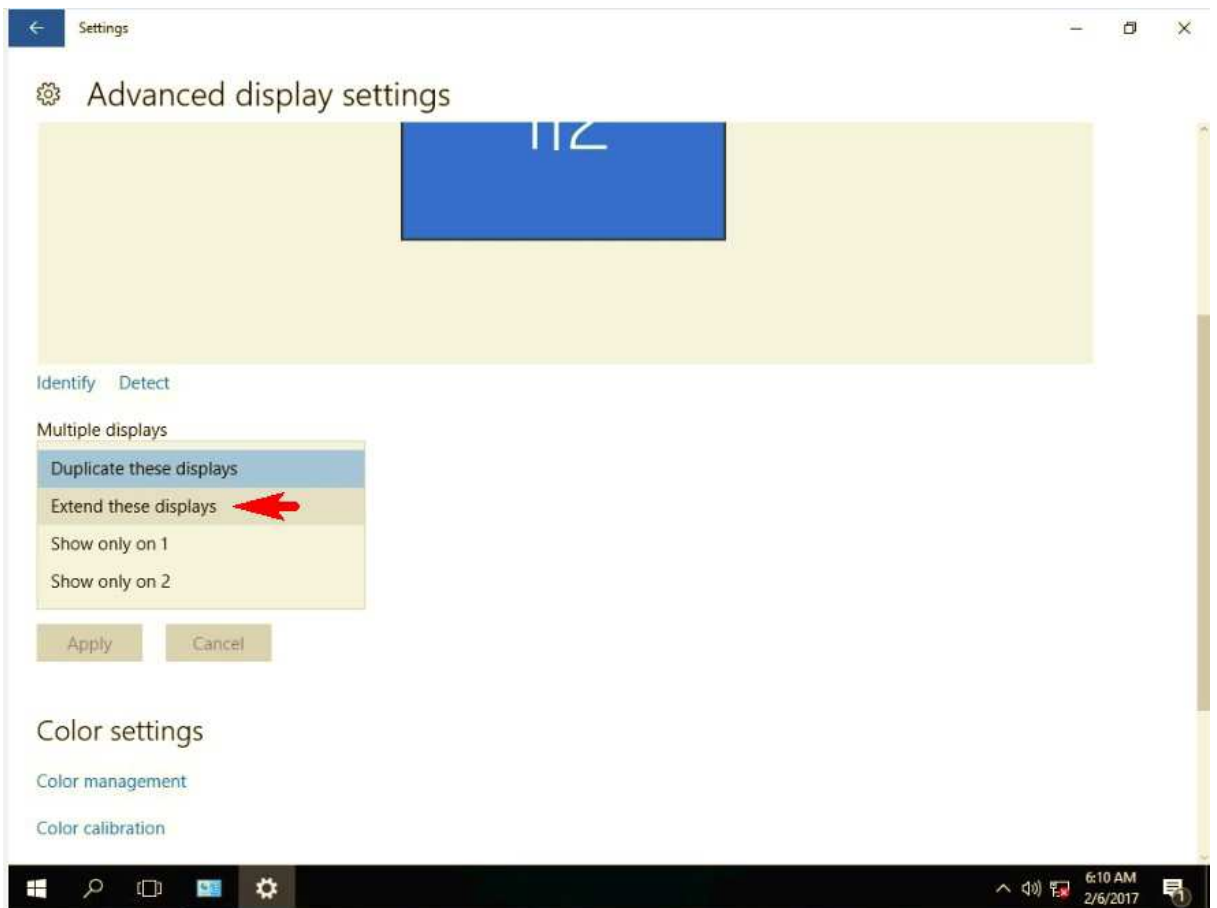 Settings
Advanced display settings
Identify Detect
Multiple displays
Duplicate these displays
Extend these displays
Show only on 1
Show only on 2
Apply Cancel
Color settings
Color management
Color calibration
6:10 AM
2/6/2017
1